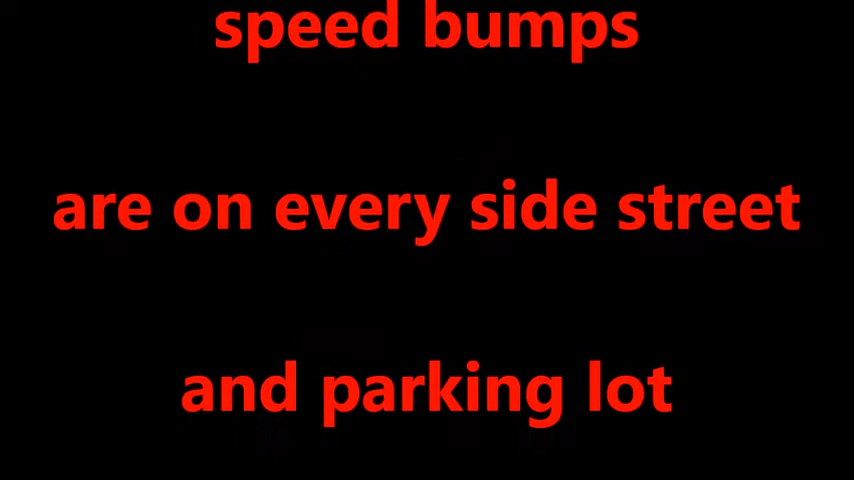 speed bumps
are on every side street
and parking lot